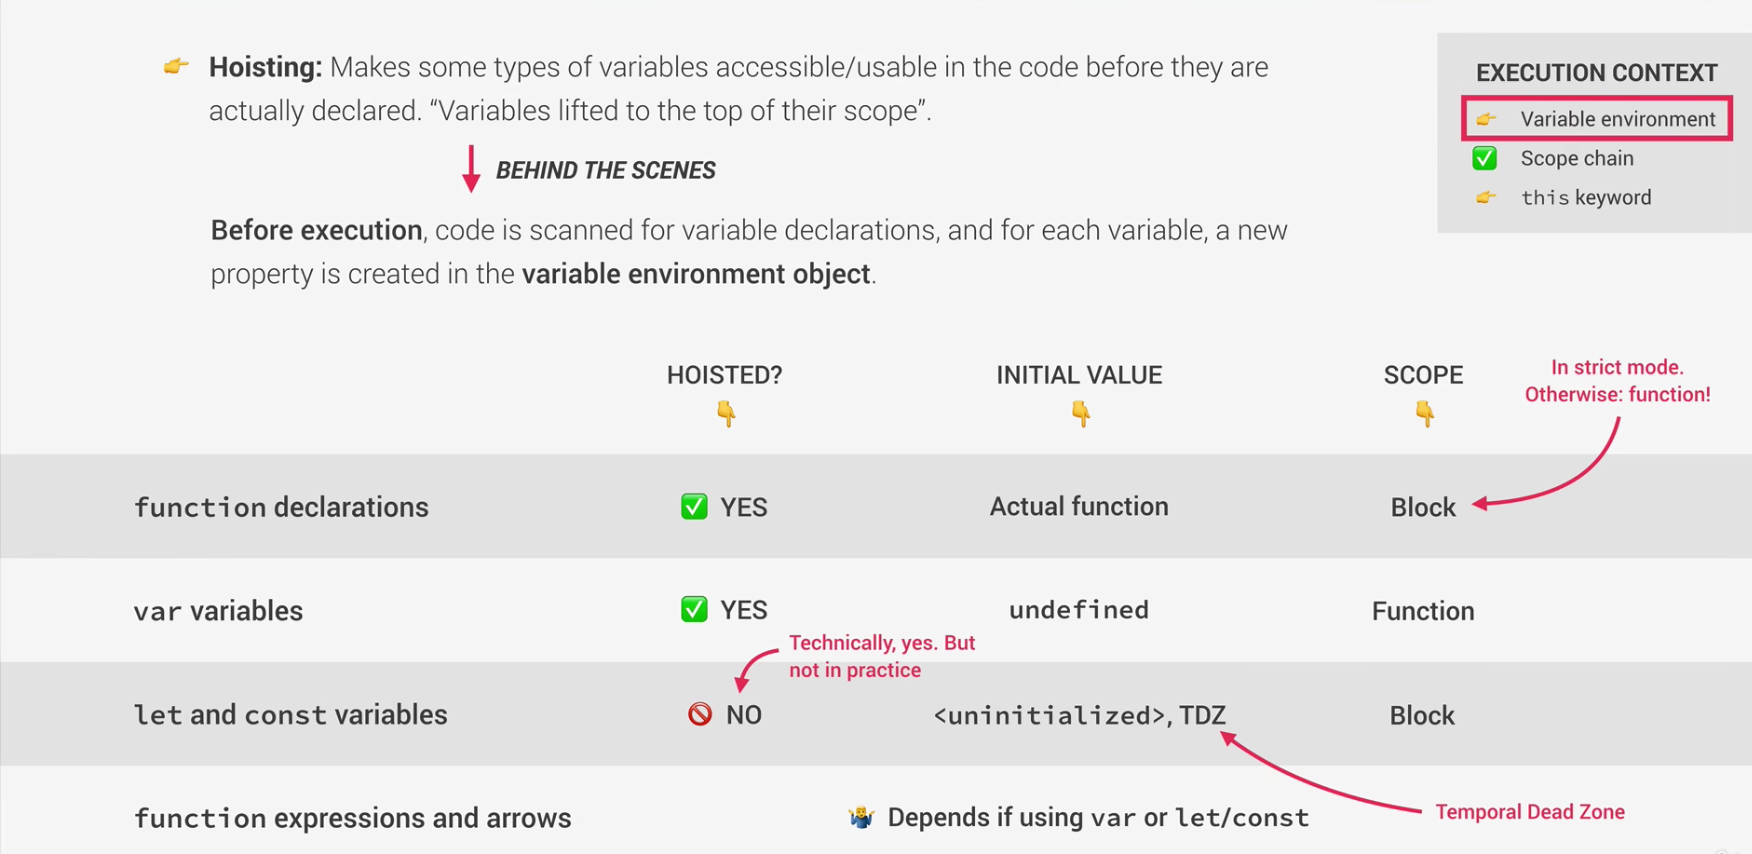 👉 Hoisting: Makes some types of variables accessible/usable in the code before they are
actually declared. “Variables lifted to the top of their scope”.
BEHIND THE SCENES
Before execution, code is scanned for variable declarations, and for each variable, a new
property is created in the variable environment object.
EXECUTION CONTEXT
👉 Variable environment
✅ Scope chain
👉 this keyword
HOISTED? INITIAL VALUE SCOPE
👇 👇 👇
In strict mode.
Otherwise: function!
function declarations ✅ YES Actual function Block
var variables ✅ YES undefined Function
Technically, yes. But
not in practice
let and const variables 🚫 NO <uninitialized>, TDZ Block
Temporal Dead Zone
function expressions and arrows 🤷‍♂️ Depends if using var or let/const